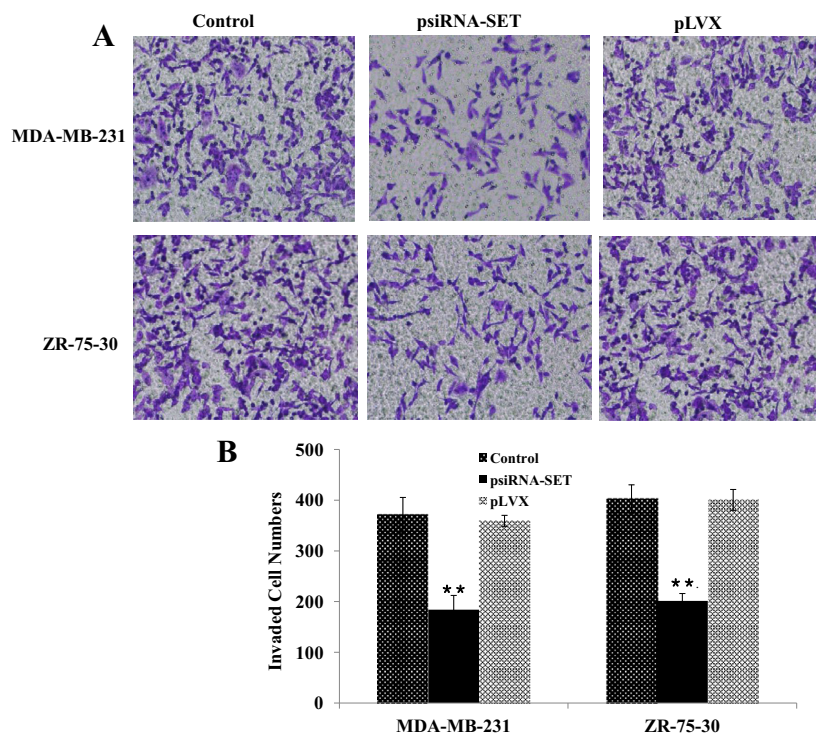 A
Control
psiRNA-SET
pLVX
MDA-MB-231
ZR-75-30
B
500
400
300
200
100
0
Invaded Cell Numbers
Control
psiRNA-SET
pLVX
**
**
MDA-MB-231
ZR-75-30